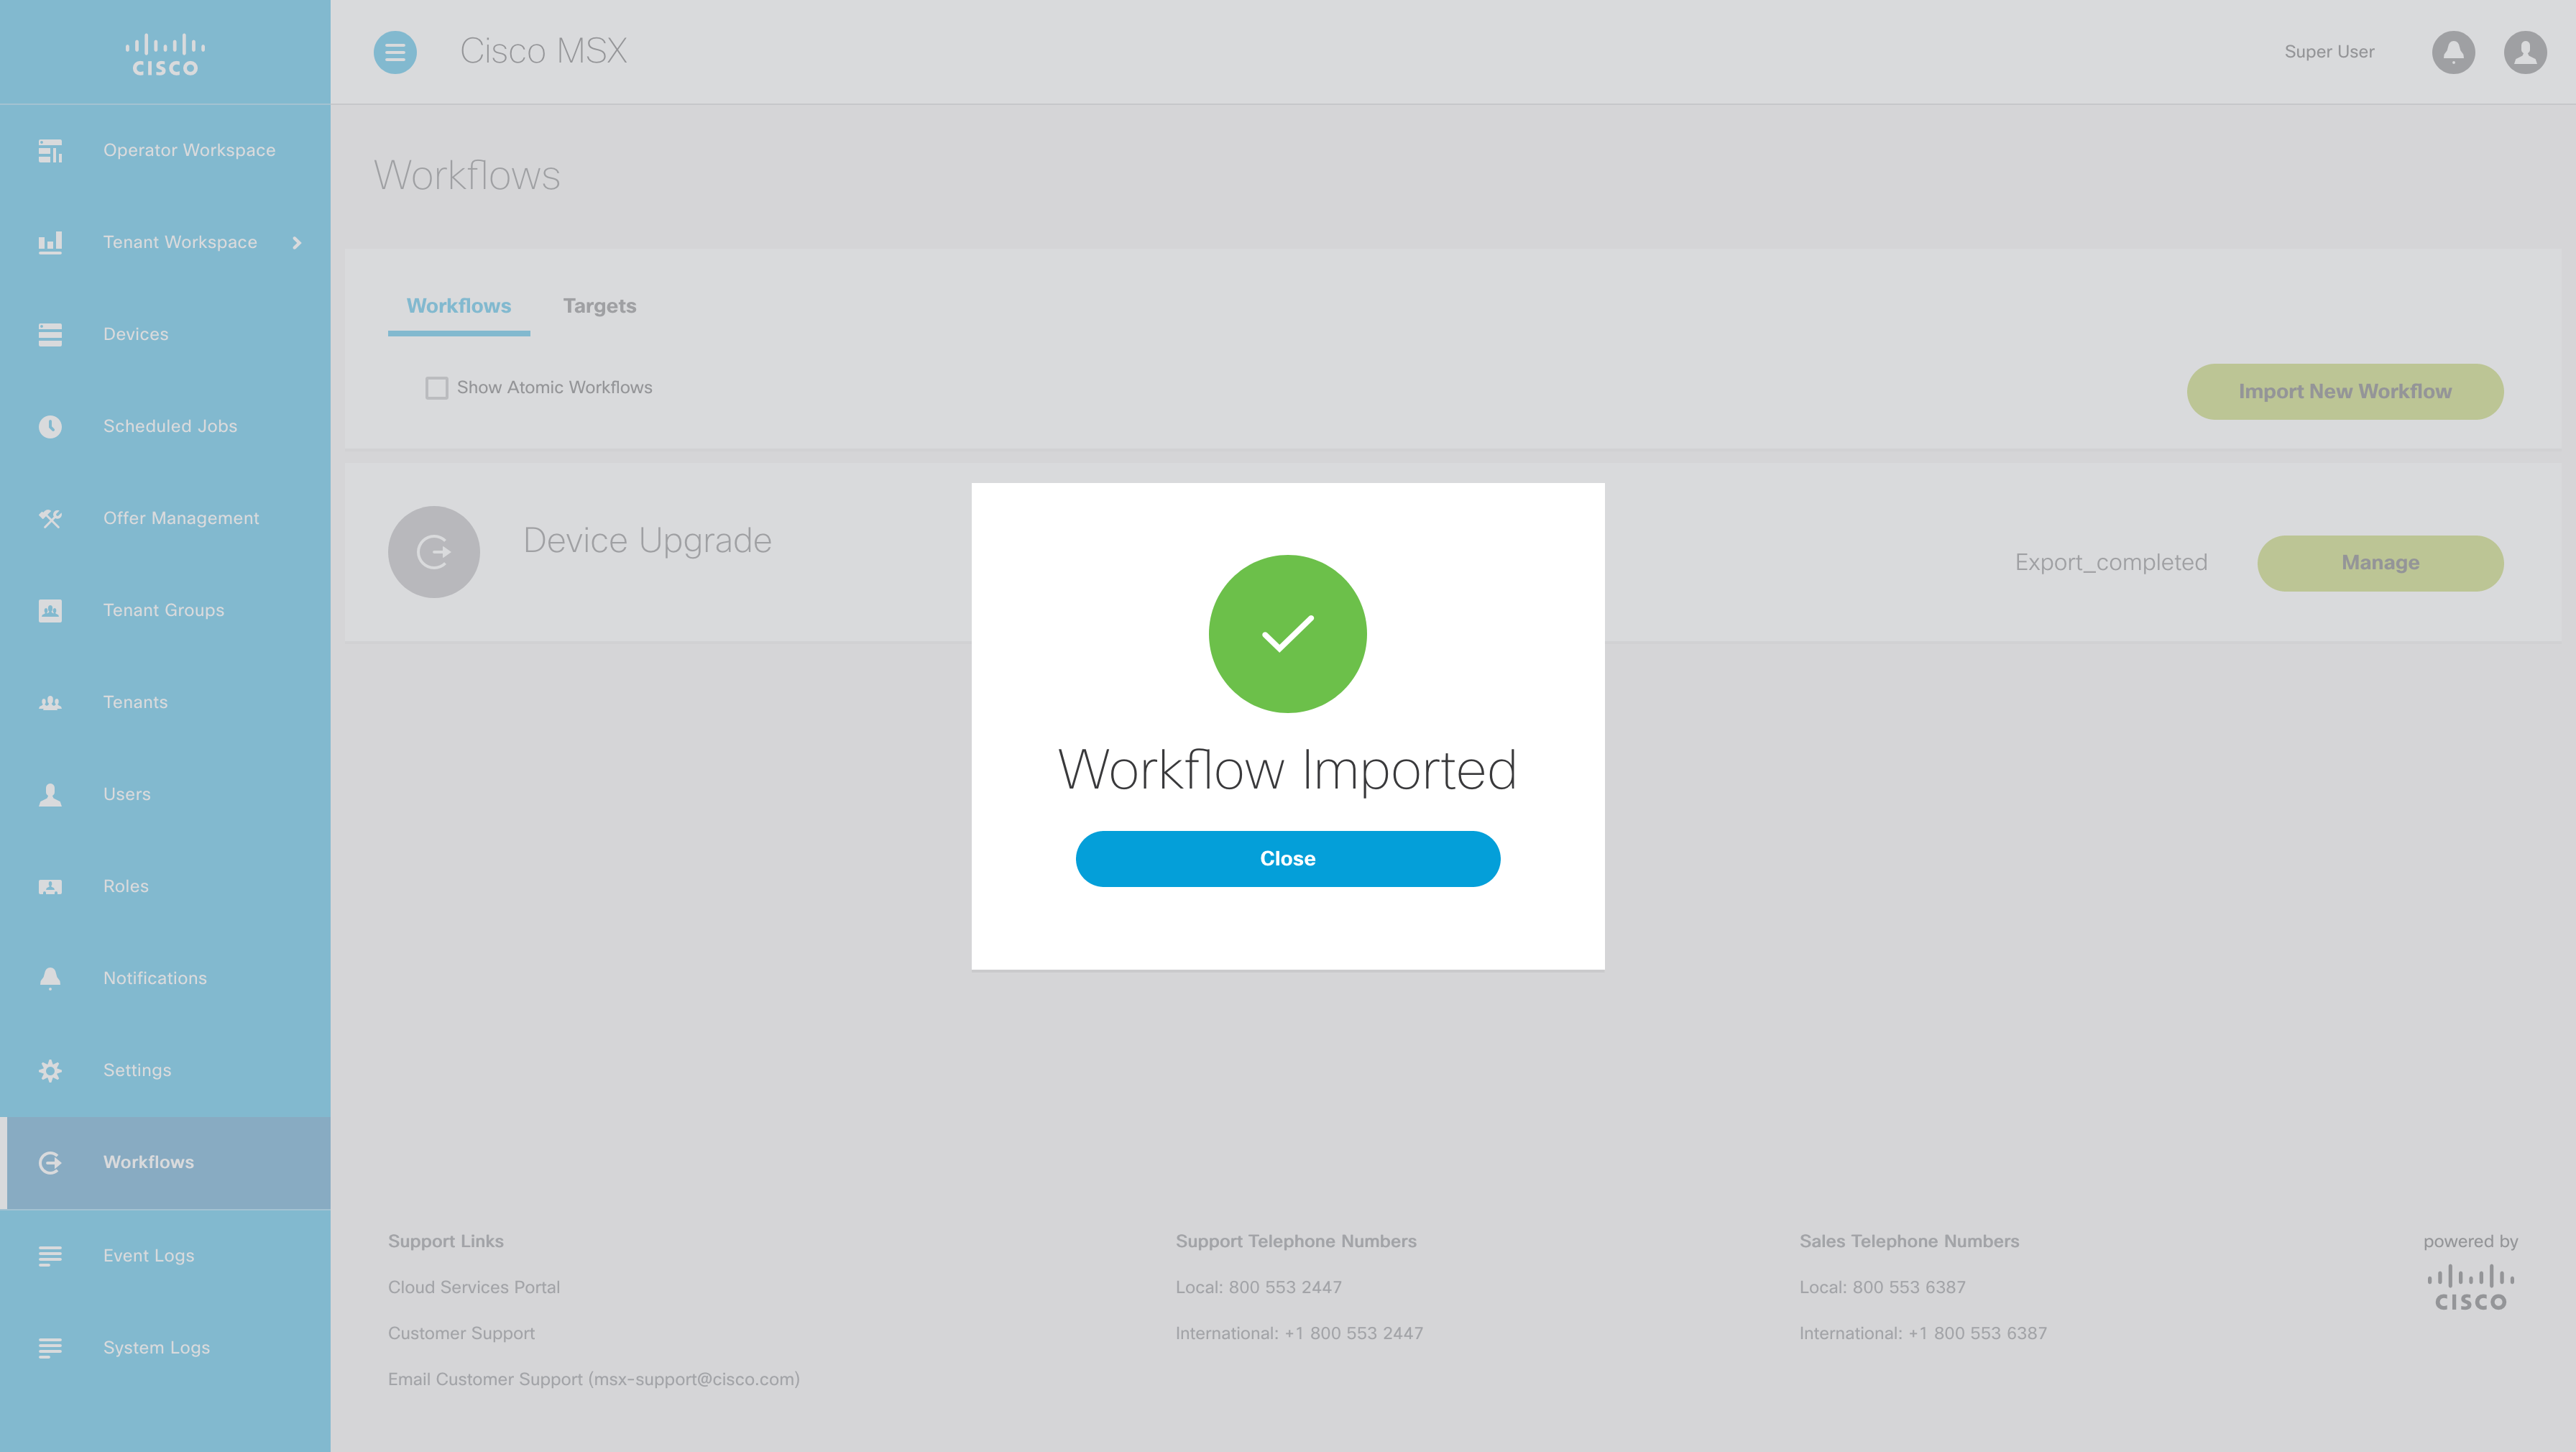 CISCO
Cisco MSX
Super User
Operator Workspace
Tenant Workspace
Devices
Scheduled Jobs
Offer Management
Tenant Groups
Tenants
Users
Roles
Notifications
Settings
Workflows
Event Logs
System Logs
Workflows
Workflows
Targets
Show Atomic Workflows
Import New Workflow
Device Upgrade
Export_completed
Manage
Workflow Imported
Close
Support Links
Cloud Services Portal
Customer Support
Email Customer Support (msx-support@cisco.com)
Support Telephone Numbers
Local: 800 553 2447
International: +1 800 553 2447
Sales Telephone Numbers
Local: 800 553 6387
International: +1 800 553 6387
powered by
CISCO